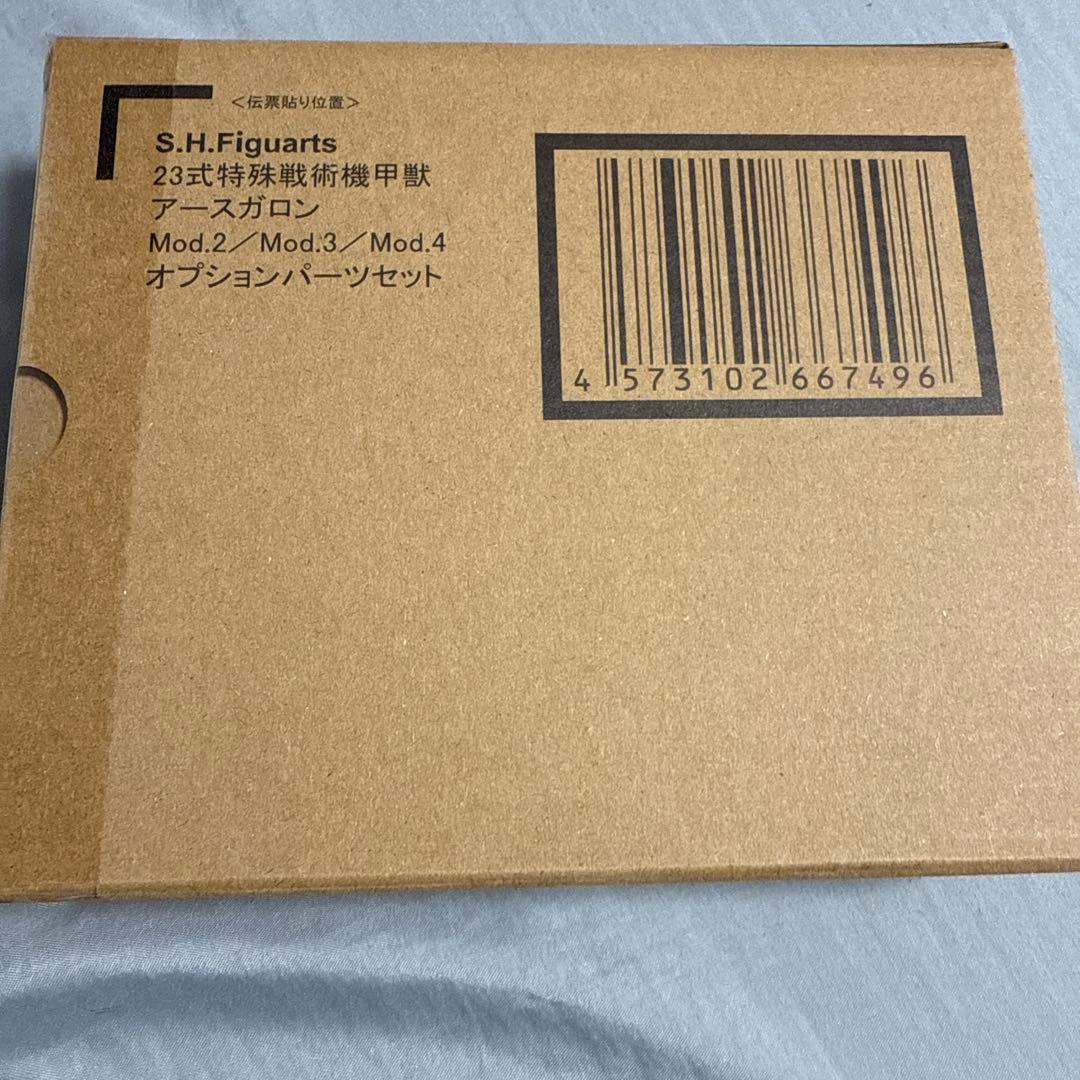 ＜伝票貼り位置＞
S.H.Figuarts
23式特殊戦術機甲獣
アースガロン
Mod.2／Mod.3／Mod.4
オプションパーツセット
4 573102 667496